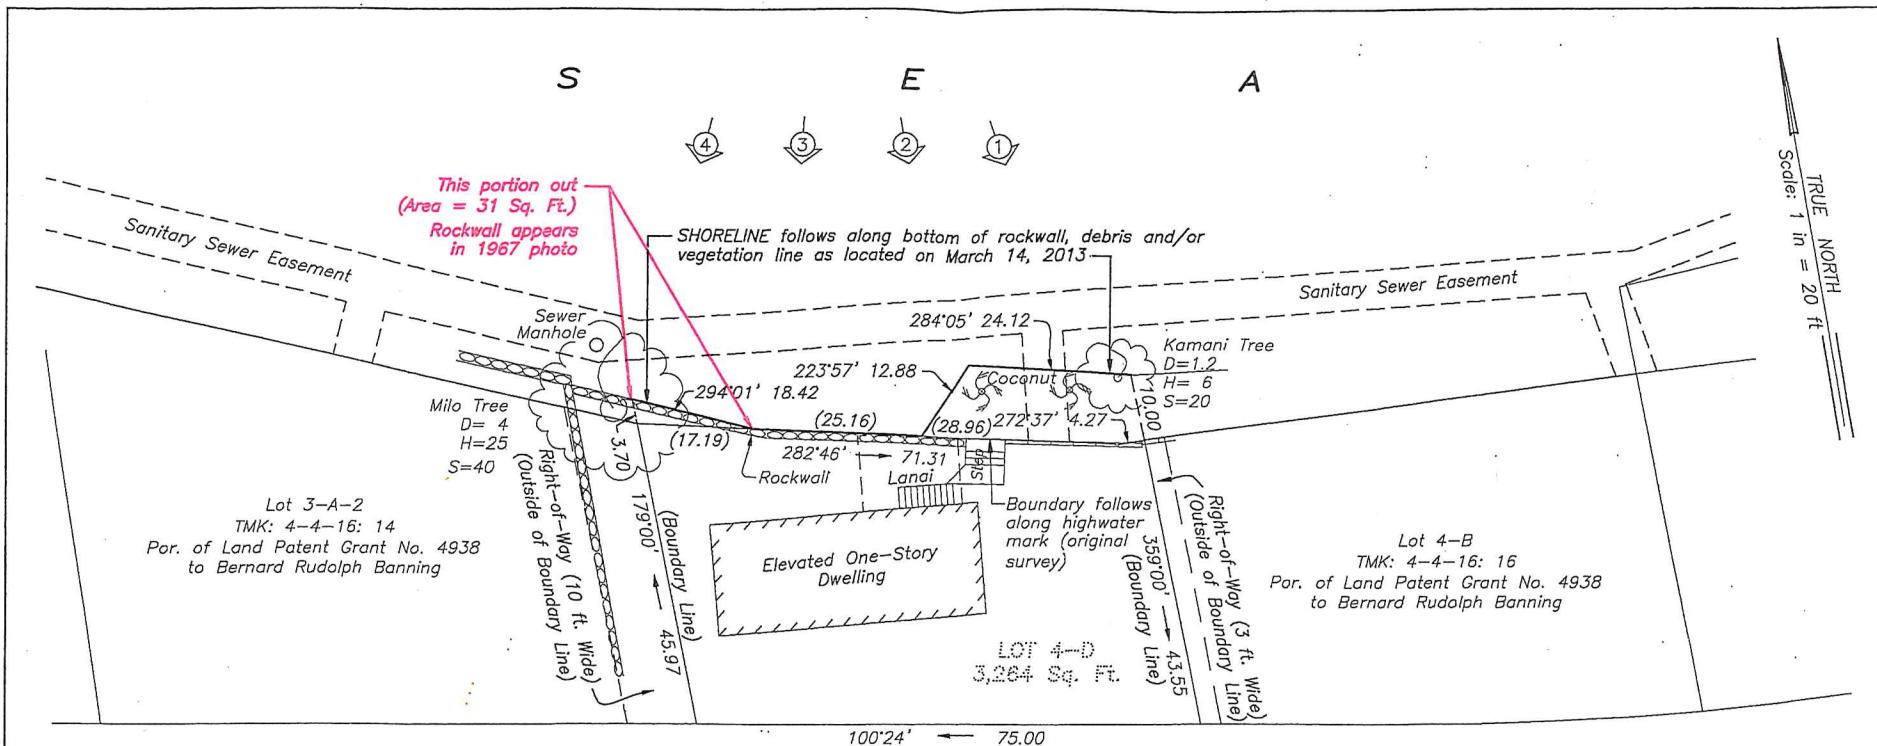 S E A
4 3 2 1
This portion out
(Area = 31 Sq. Ft.)
Rockwall appears
in 1967 photo
SHORELINE follows along bottom of rockwall, debris and/or
vegetation line as located on March 14, 2013
TRUE NORTH
Scale: 1 in = 20 ft
Sanitary Sewer Easement
Sanitary Sewer Easement
Sewer
Manhole
284°05' 24.12
Kamani Tree
D=1.2
H= 6
S=20
223°57' 12.88
Coconut
294°01' 18.42
Milo Tree
D= 4
H=25
S=40
3.70
(17.19)
(25.16)
(28.96)
272°37' 4.27
10.00
282°46' 71.31
Rockwall
Lanai
Step
Boundary follows
along highwater
mark (original
survey)
Lot 3-A-2
TMK: 4-4-16: 14
Por. of Land Patent Grant No. 4938
to Bernard Rudolph Banning
Right-of-Way (10 ft. Wide)
(Outside of Boundary Line)
179°00' 45.97
(Boundary Line)
Elevated One-Story
Dwelling
LOT 4-D
3,264 Sq. Ft.
359°00' 43.55
(Boundary Line)
Right-of-Way (3 ft. Wide)
(Outside of Boundary Line)
Lot 4-B
TMK: 4-4-16: 16
Por. of Land Patent Grant No. 4938
to Bernard Rudolph Banning
100°24' 75.00